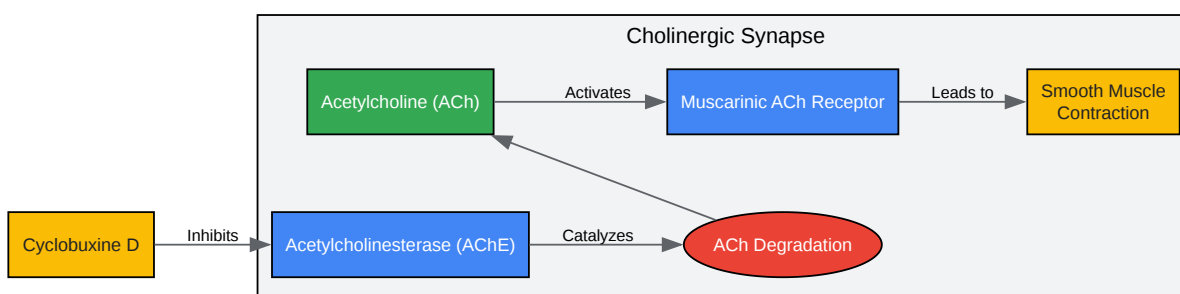 Cholinergic Synapse
Acetylcholine (ACh)
Activates
Muscarinic ACh Receptor
Leads to
Smooth Muscle
Contraction
Cyclobuxine D
Inhibits
Acetylcholinesterase (AChE)
Catalyzes
ACh Degradation